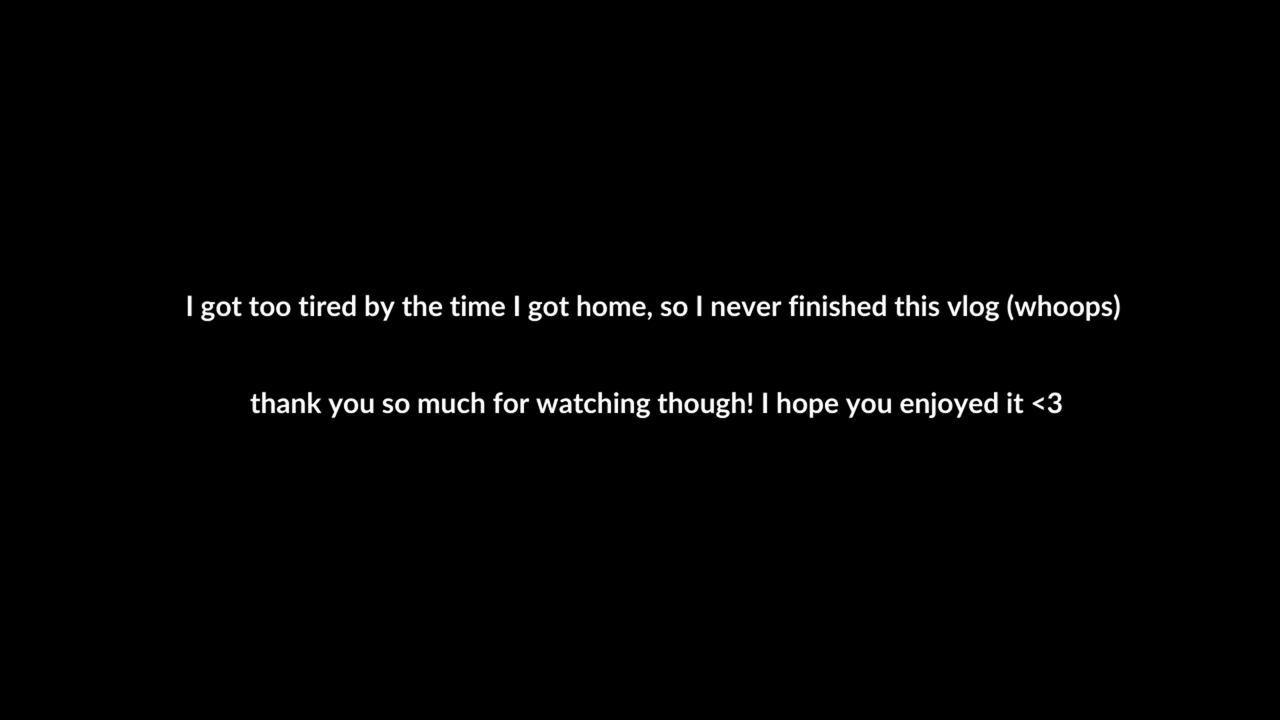 I got too tired by the time I got home, so I never finished this vlog (whoops)
thank you so much for watching though! I hope you enjoyed it <3